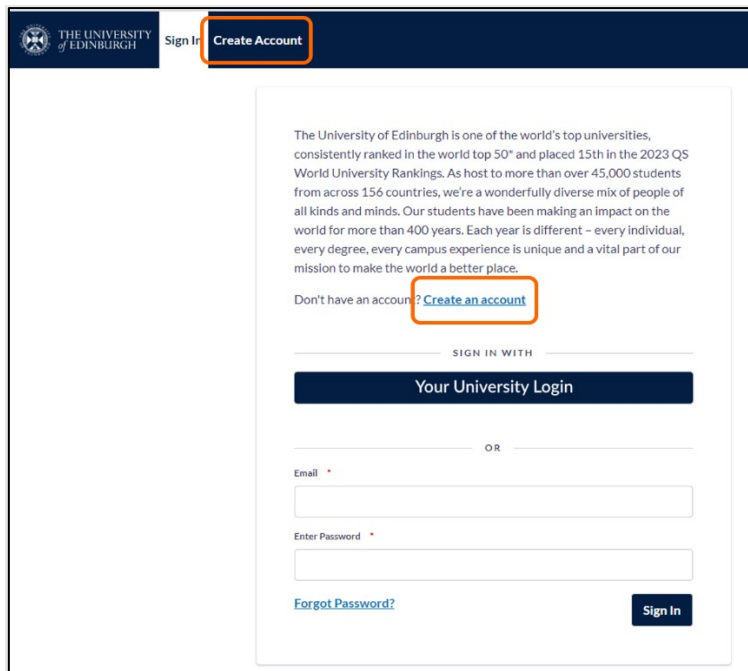 THE UNIVERSITY
of EDINBURGH
Sign In
Create Account
The University of Edinburgh is one of the world's top universities,
consistently ranked in the world top 50* and placed 15th in the 2023 QS
World University Rankings. As host to more than over 45,000 students
from across 156 countries, we're a wonderfully diverse mix of people of
all kinds and minds. Our students have been making an impact on the
world for more than 400 years. Each year is different – every individual,
every degree, every campus experience is unique and a vital part of our
mission to make the world a better place.
Don't have an account? Create an account
SIGN IN WITH
Your University Login
OR
Email *
Enter Password *
Forgot Password?
Sign In